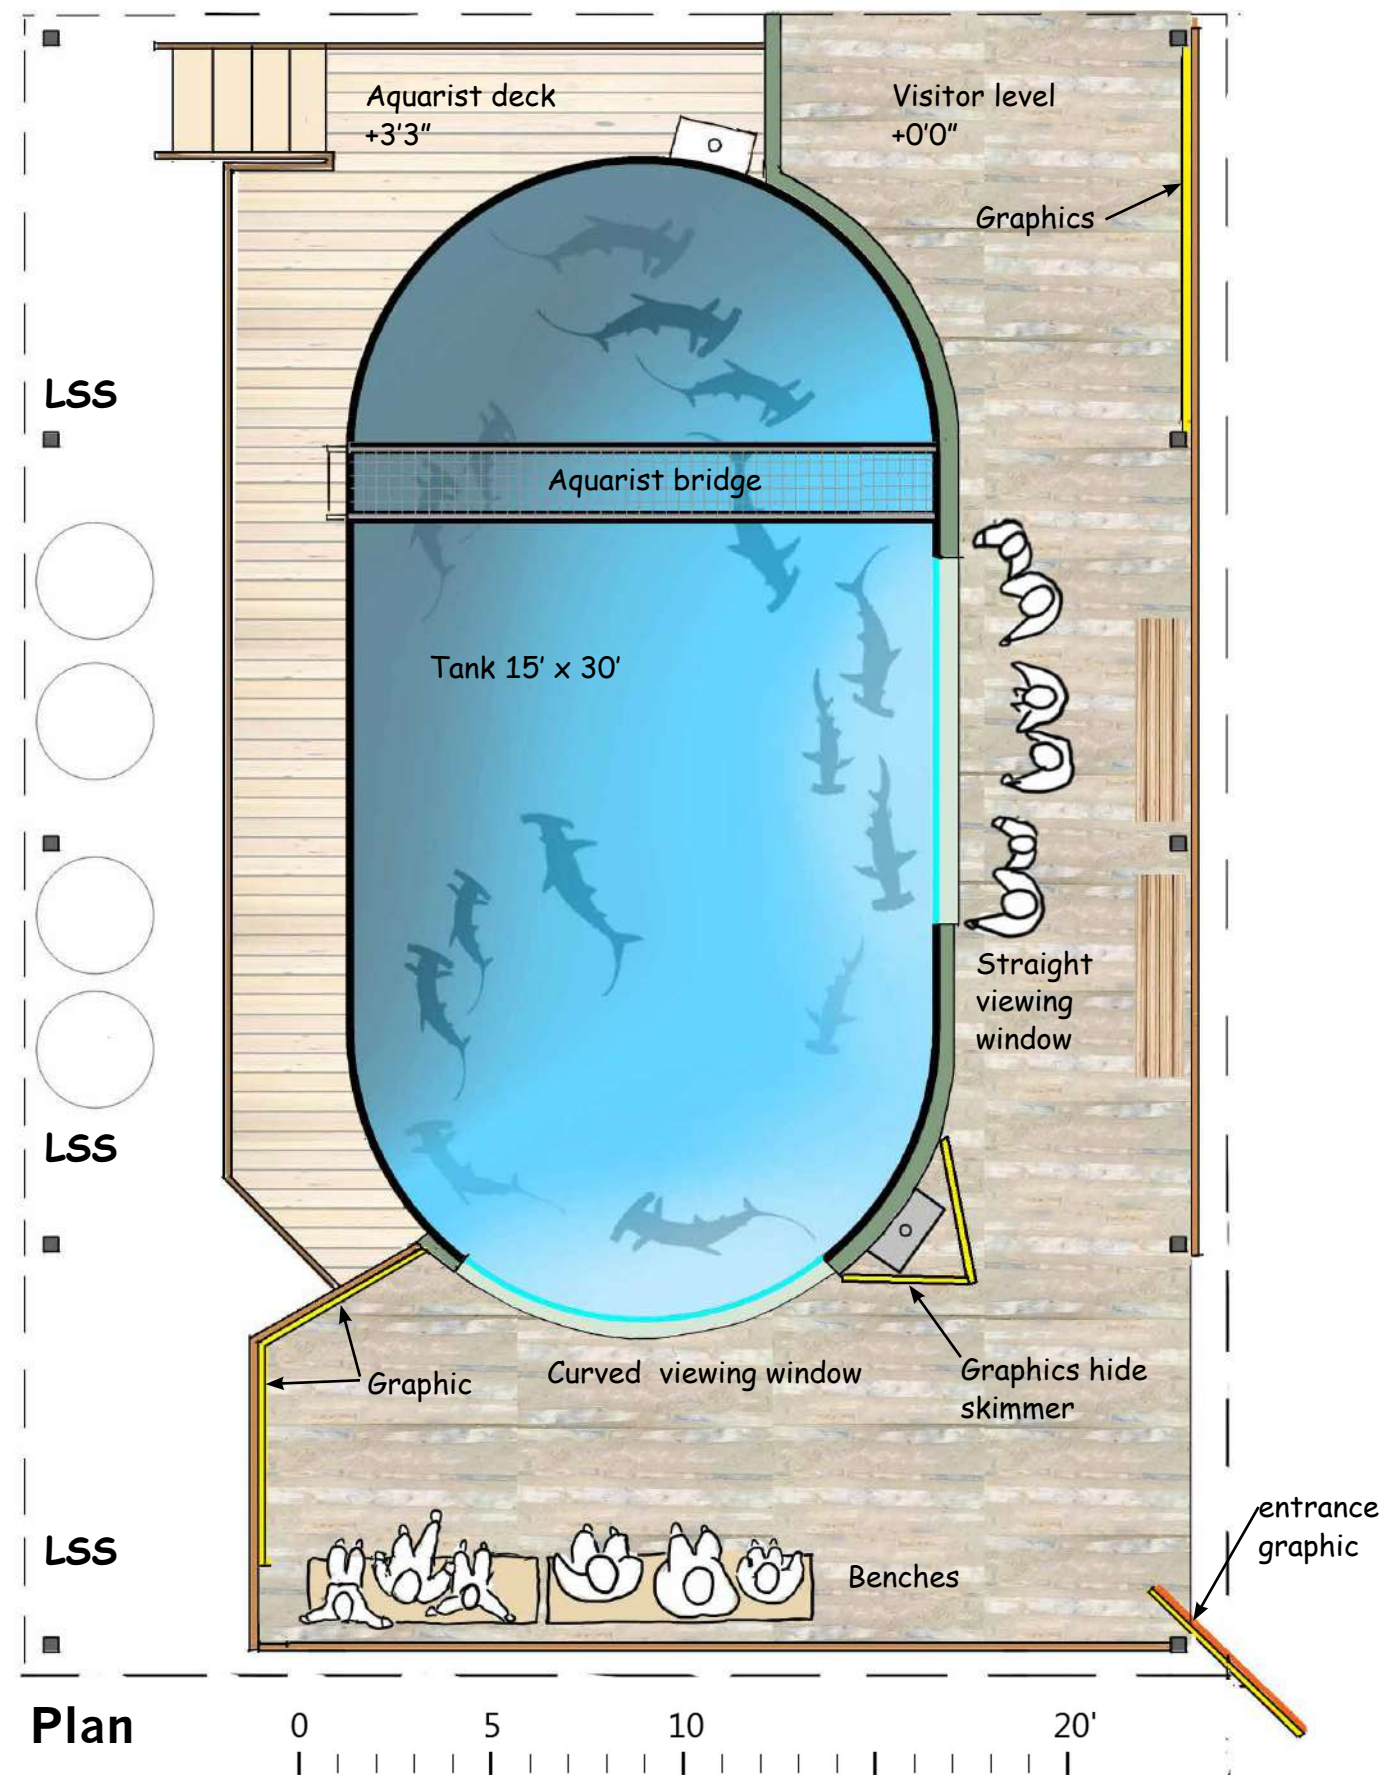 Aquarist deck
+3'3"
Visitor level
+0'0"
Graphics
LSS
Aquarist bridge
Tank 15' x 30'
Straight
viewing
window
LSS
Graphic
Curved viewing window
Graphics hide
skimmer
entrance
graphic
LSS
Benches
Plan
0 5 10 20'